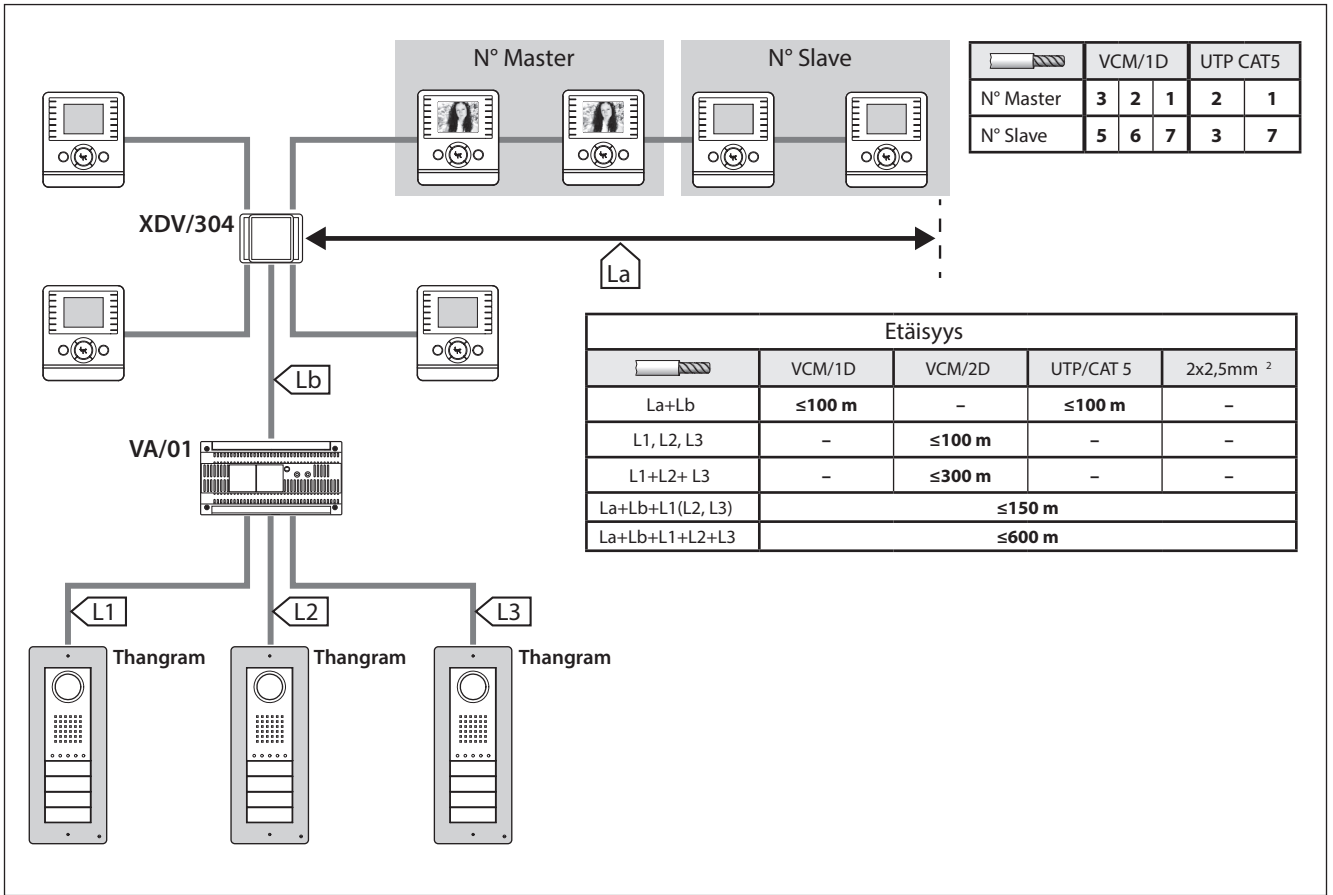 N° Master N° Slave
VCM/1D UTP CAT5
N° Master 3 2 1 2 1
N° Slave 5 6 7 3 7
XDV/304
La
Etäisyys
VCM/1D VCM/2D UTP/CAT 5 2x2,5mm ²
La+Lb ≤100 m – ≤100 m –
L1, L2, L3 – ≤100 m – –
L1+L2+ L3 – ≤300 m – –
La+Lb+L1(L2, L3) ≤150 m
La+Lb+L1+L2+L3 ≤600 m
Lb
VA/01
L1 L2 L3
Thangram Thangram Thangram